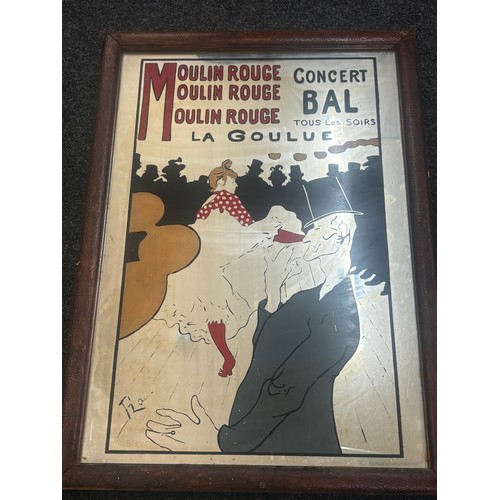 MOULIN ROUGE CONCERT
MOULIN ROUGE BAL
MOULIN ROUGE TOUS Les SOIRS
LA GOULUE